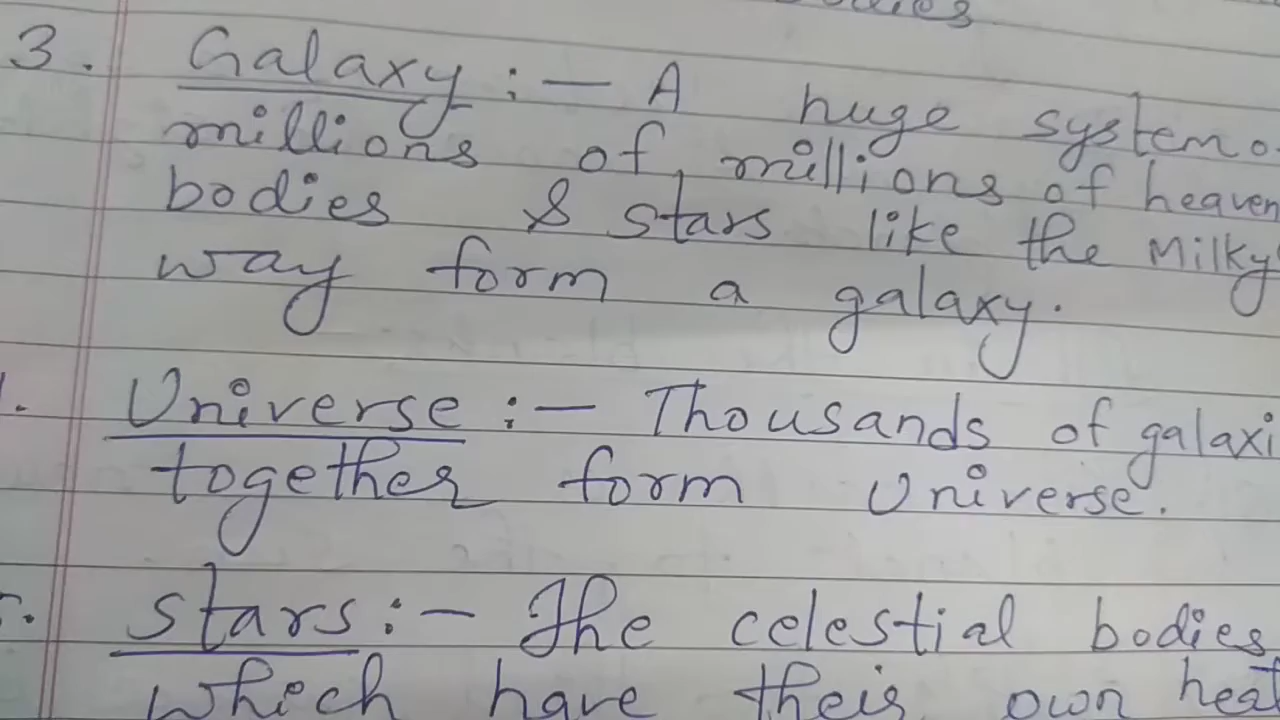 3. Galaxy :- A huge system o
millions of millions of heaven
bodies & stars like the Milky
way form a galaxy.
Universe :- Thousands of galaxi
together form Universe.
Stars :- The celestial bodies
which have their own heat